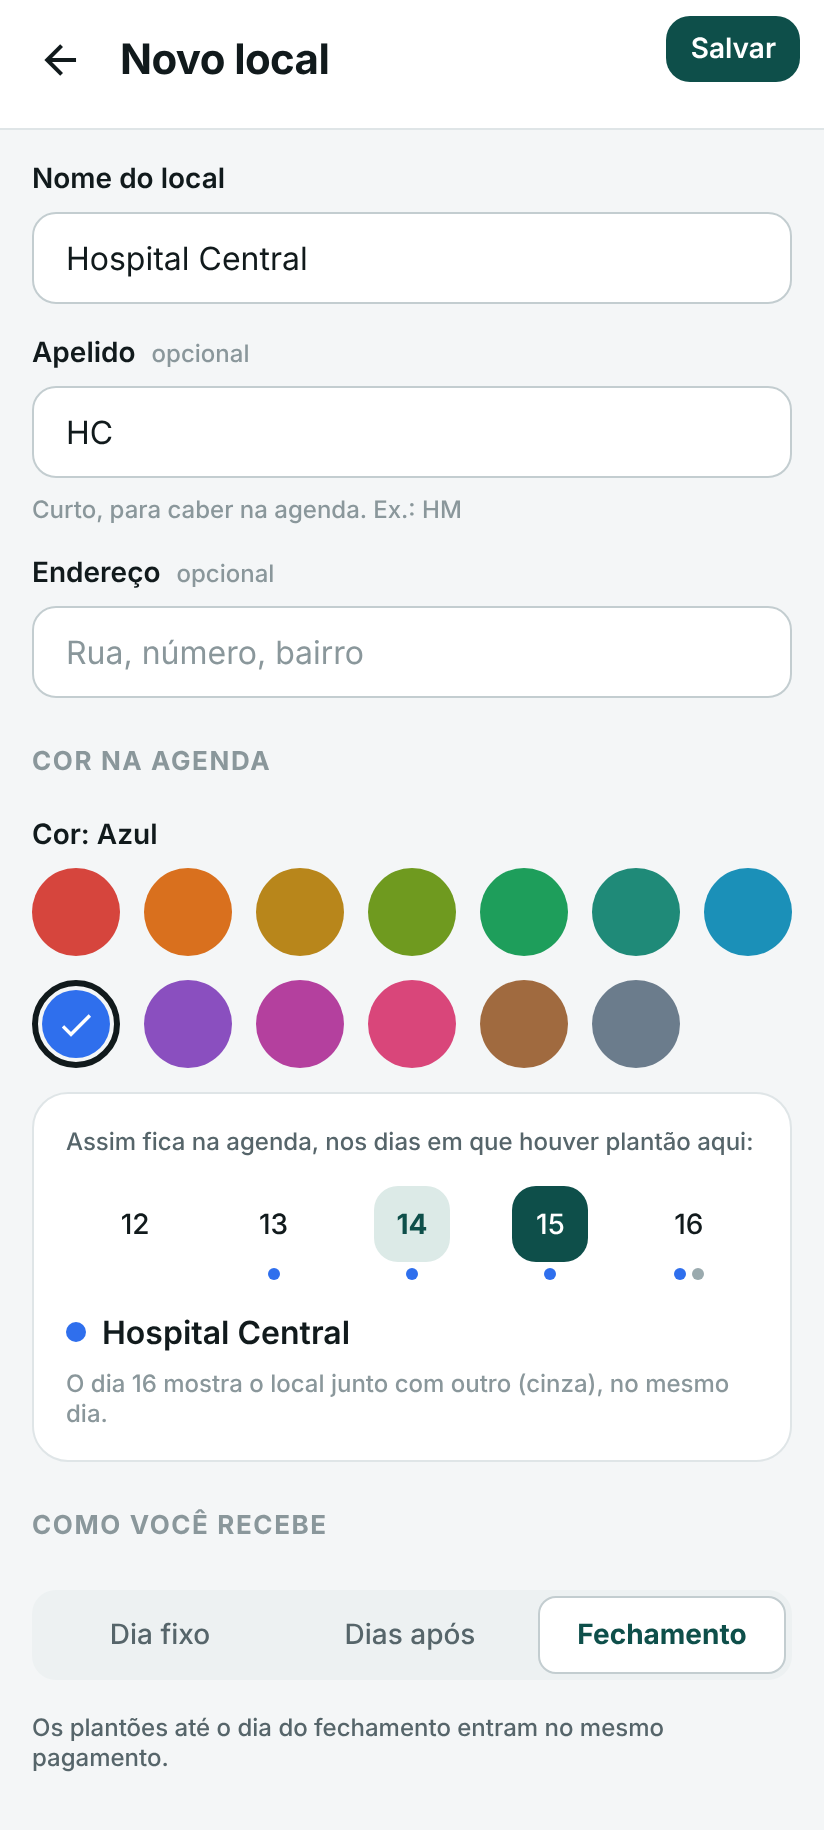 Novo local
Salvar
Nome do local
Hospital Central
Apelido opcional
HC
Curto, para caber na agenda. Ex.: HM
Endereço opcional
Rua, número, bairro
COR NA AGENDA
Cor: Azul
Assim fica na agenda, nos dias em que houver plantão aqui:
12 13 14 15 16
Hospital Central
O dia 16 mostra o local junto com outro (cinza), no mesmo
dia.
COMO VOCÊ RECEBE
Dia fixo Dias após Fechamento
Os plantões até o dia do fechamento entram no mesmo
pagamento.